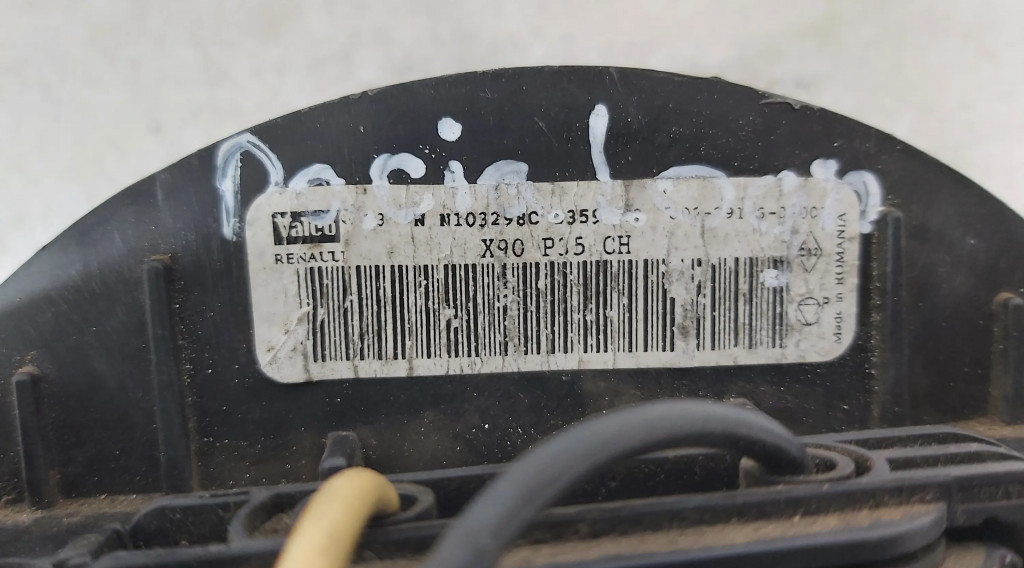 Dacia Logan
Valeo N N103298C
RENAULT X90 P35 CH
Made in ROMANIA